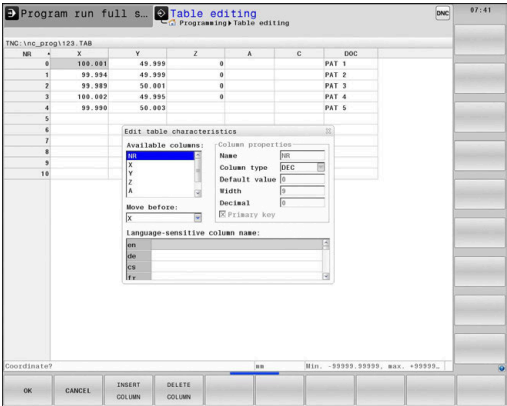 Program run full s…
Table editing
Programming▸Table editing
DNC
07:41
TNC:\nc_prog\123.TAB
NR X Y Z A C DOC
0 100.001 49.999 0 PAT 1
1 99.994 49.999 0 PAT 2
2 99.989 50.001 0 PAT 3
3 100.002 49.995 0 PAT 4
4 99.990 50.003 PAT 5
5
6
7
8
9
10
Edit table characteristics
Available columns:
NR
X
Y
Z
A
Move before:
X
Column properties
Name NR
Column type DEC
Default value 0
Width 9
Decimal 0
Primary key
Language-sensitive column name:
en
de
cs
fr
Coordinate? mm Min. -99999.99999, max. +99999…
OK
CANCEL
INSERT
COLUMN
DELETE
COLUMN